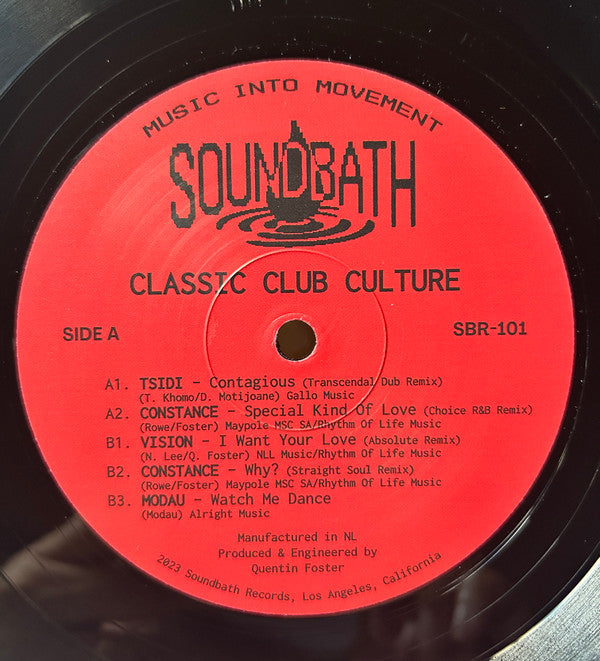 MUSIC INTO MOVEMENT
SOUNDBATH
CLASSIC CLUB CULTURE
SIDE A
SBR-101
A1. TSIDI - Contagious (Transcendal Dub Remix)
(T. Khomo/D. Motijoane) Gallo Music
A2. CONSTANCE - Special Kind Of Love (Choice R&B Remix)
(Rowe/Foster) Maypole MSC SA/Rhythm Of Life Music
B1. VISION - I Want Your Love (Absolute Remix)
(N. Lee/Q. Foster) NLL Music/Rhythm Of Life Music
B2. CONSTANCE - Why? (Straight Soul Remix)
(Rowe/Foster) Maypole MSC SA/Rhythm Of Life Music
B3. MODAU - Watch Me Dance
(Modau) Alright Music
Manufactured in NL
Produced & Engineered by
Quentin Foster
2023 Soundbath Records, Los Angeles, California